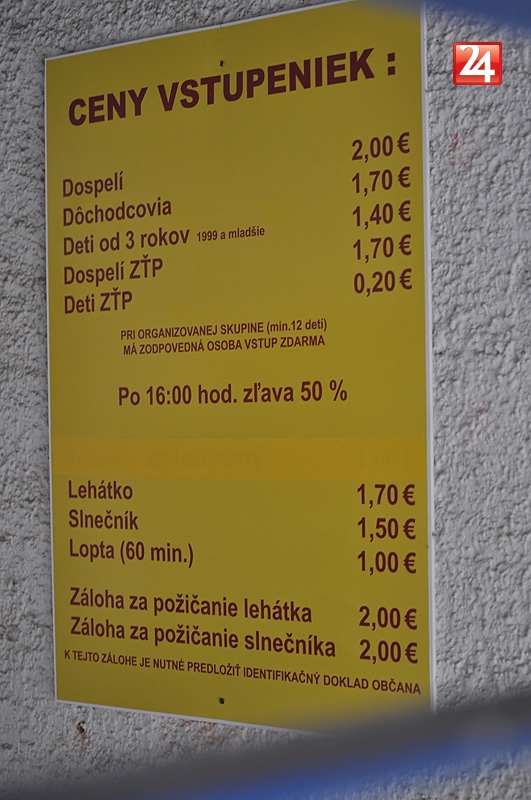 24
CENY VSTUPENIEK :
Dospelí 2,00 €
Dôchodcovia 1,70 €
Deti od 3 rokov 1999 a mladšie 1,40 €
Dospelí ZŤP 1,70 €
Deti ZŤP 0,20 €
PRI ORGANIZOVANEJ SKUPINE (min.12 detí)
MÁ ZODPOVEDNÁ OSOBA VSTUP ZDARMA
Po 16:00 hod. zľava 50 %
Lehátko 1,70 €
Slnečník 1,50 €
Lopta (60 min.) 1,00 €
Záloha za požičanie lehátka 2,00 €
Záloha za požičanie slnečníka 2,00 €
K TEJTO ZÁLOHE JE NUTNÉ PREDLOŽIŤ IDENTIFIKAČNÝ DOKLAD OBČANA